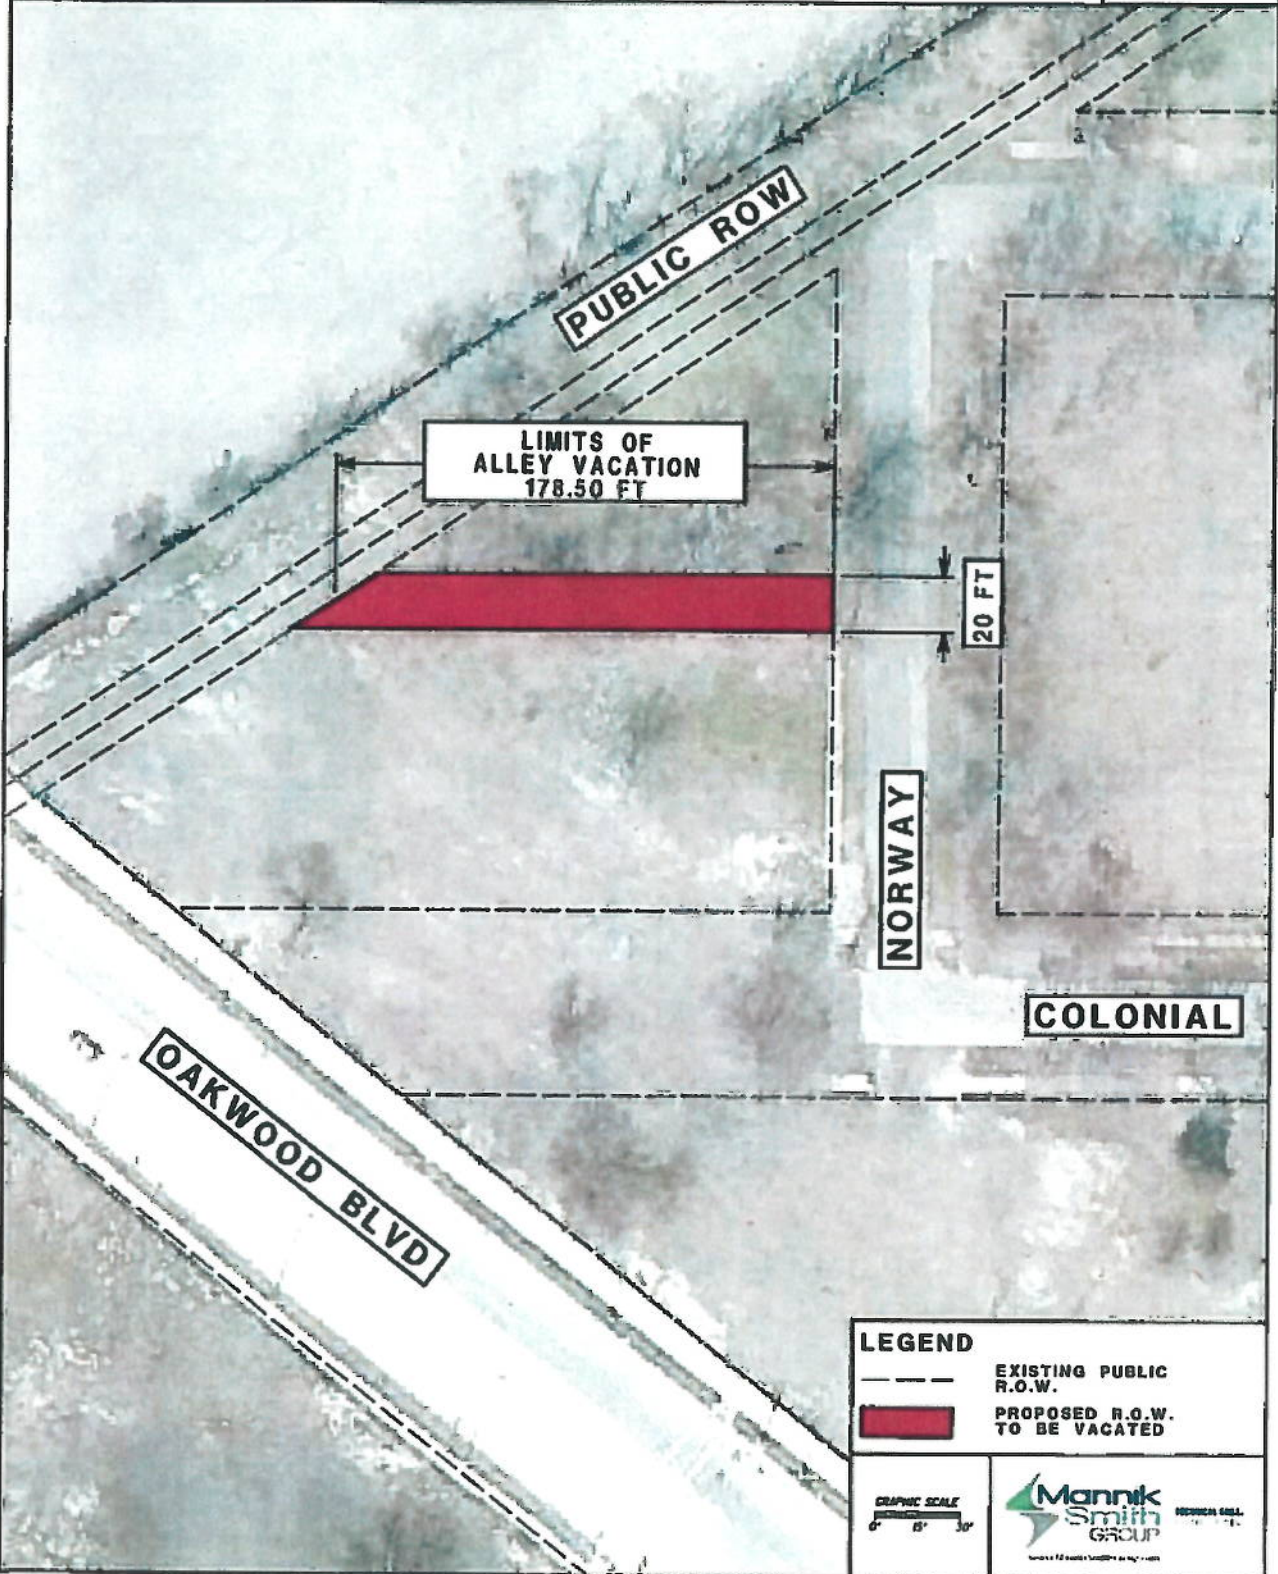 PUBLIC ROW
LIMITS OF
ALLEY VACATION
178.50 FT
20 FT
NORWAY
COLONIAL
OAKWOOD BLVD
LEGEND
EXISTING PUBLIC
R.O.W.
PROPOSED R.O.W.
TO BE VACATED
GRAPHIC SCALE
0' 15' 30'
Mannik
Smith
GROUP